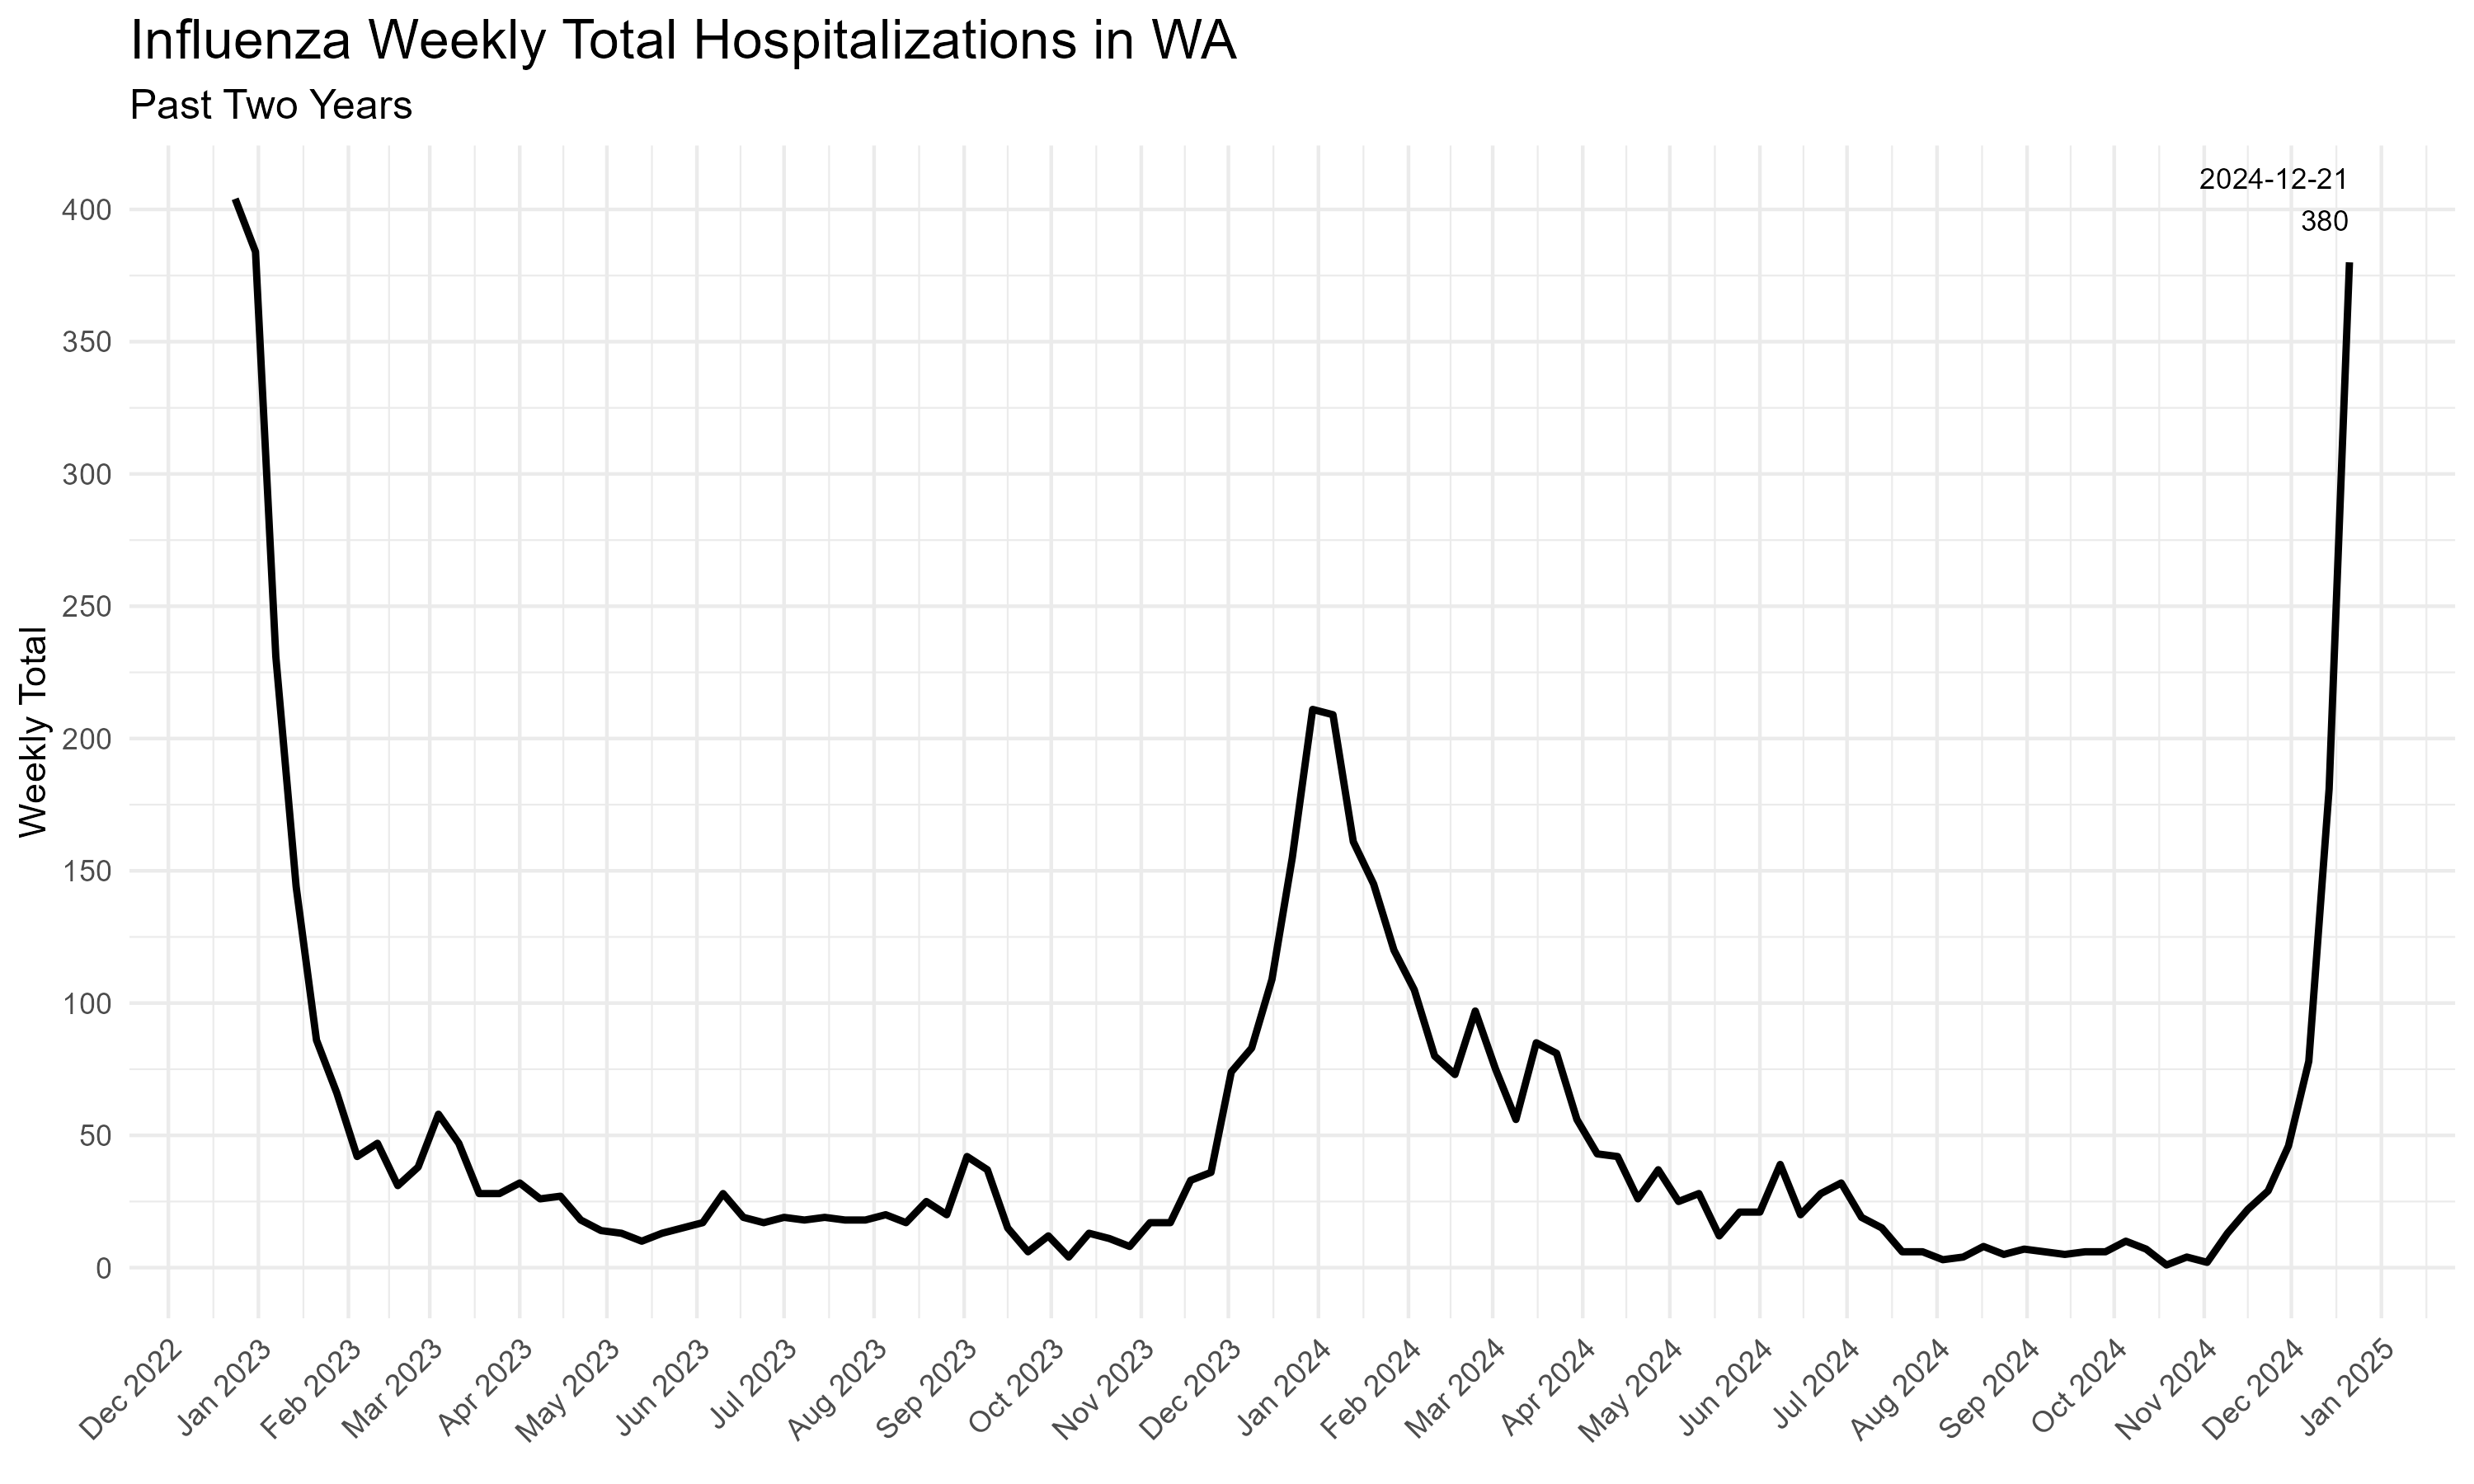 Influenza Weekly Total Hospitalizations in WA
Past Two Years
2024-12-21
380
Weekly Total
400
350
300
250
200
150
100
50
0
Dec 2022
Jan 2023
Feb 2023
Mar 2023
Apr 2023
May 2023
Jun 2023
Jul 2023
Aug 2023
Sep 2023
Oct 2023
Nov 2023
Dec 2023
Jan 2024
Feb 2024
Mar 2024
Apr 2024
May 2024
Jun 2024
Jul 2024
Aug 2024
Sep 2024
Oct 2024
Nov 2024
Dec 2024
Jan 2025